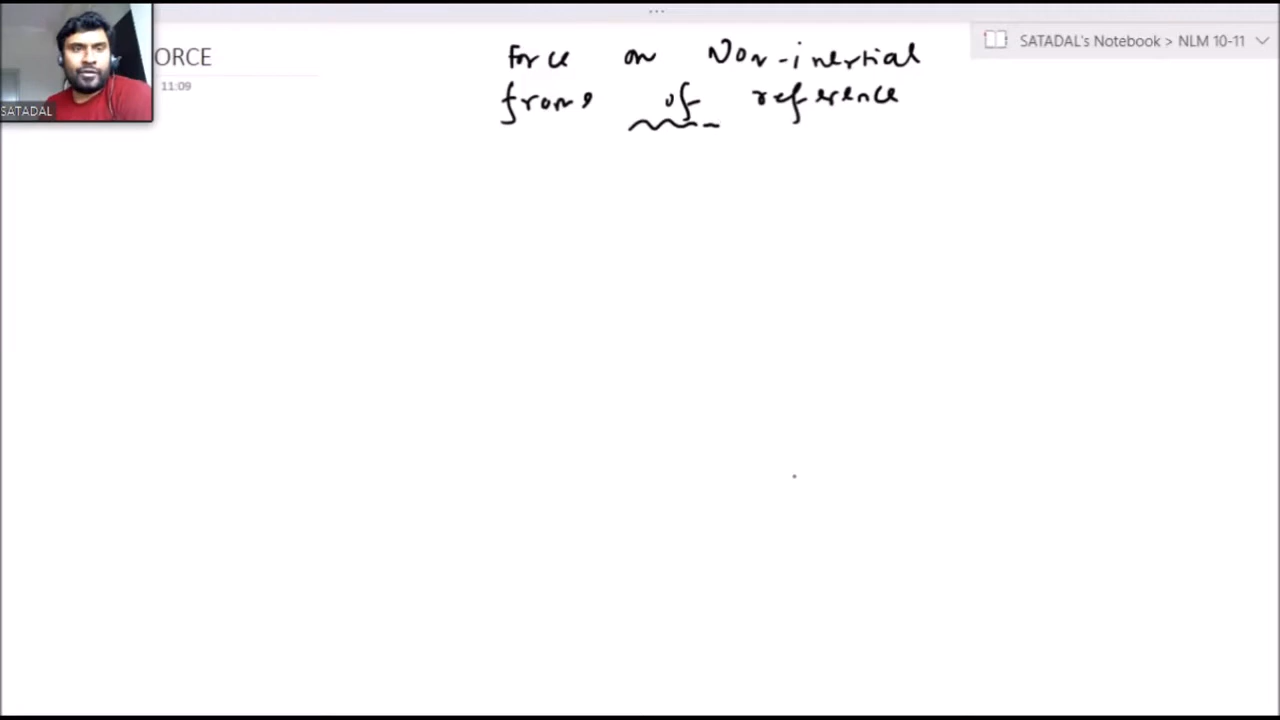 ORCE
11:09
SATADAL
Force on Non-inertial
frame of reference
SATADAL's Notebook > NLM 10-11